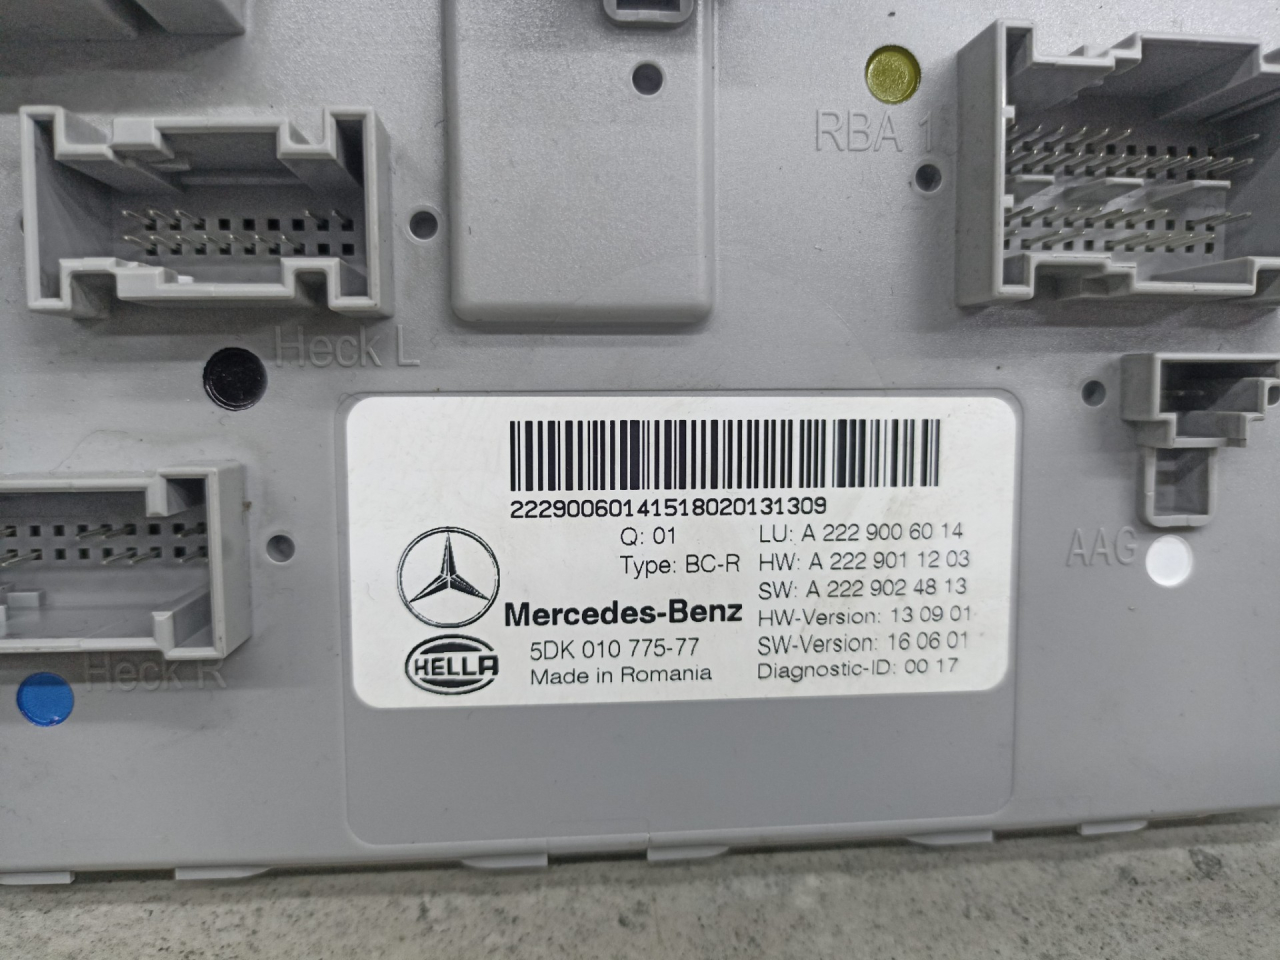 RBA 1
Heck L
22290060141518020131309
Q: 01
LU: A 222 900 60 14
Type: BC-R
HW: A 222 901 12 03
SW: A 222 902 48 13
Mercedes-Benz
HW-Version: 13 09 01
HELLA
5DK 010 775-77
SW-Version: 16 06 01
Made in Romania
Diagnostic-ID: 00 17
AAG
Heck R